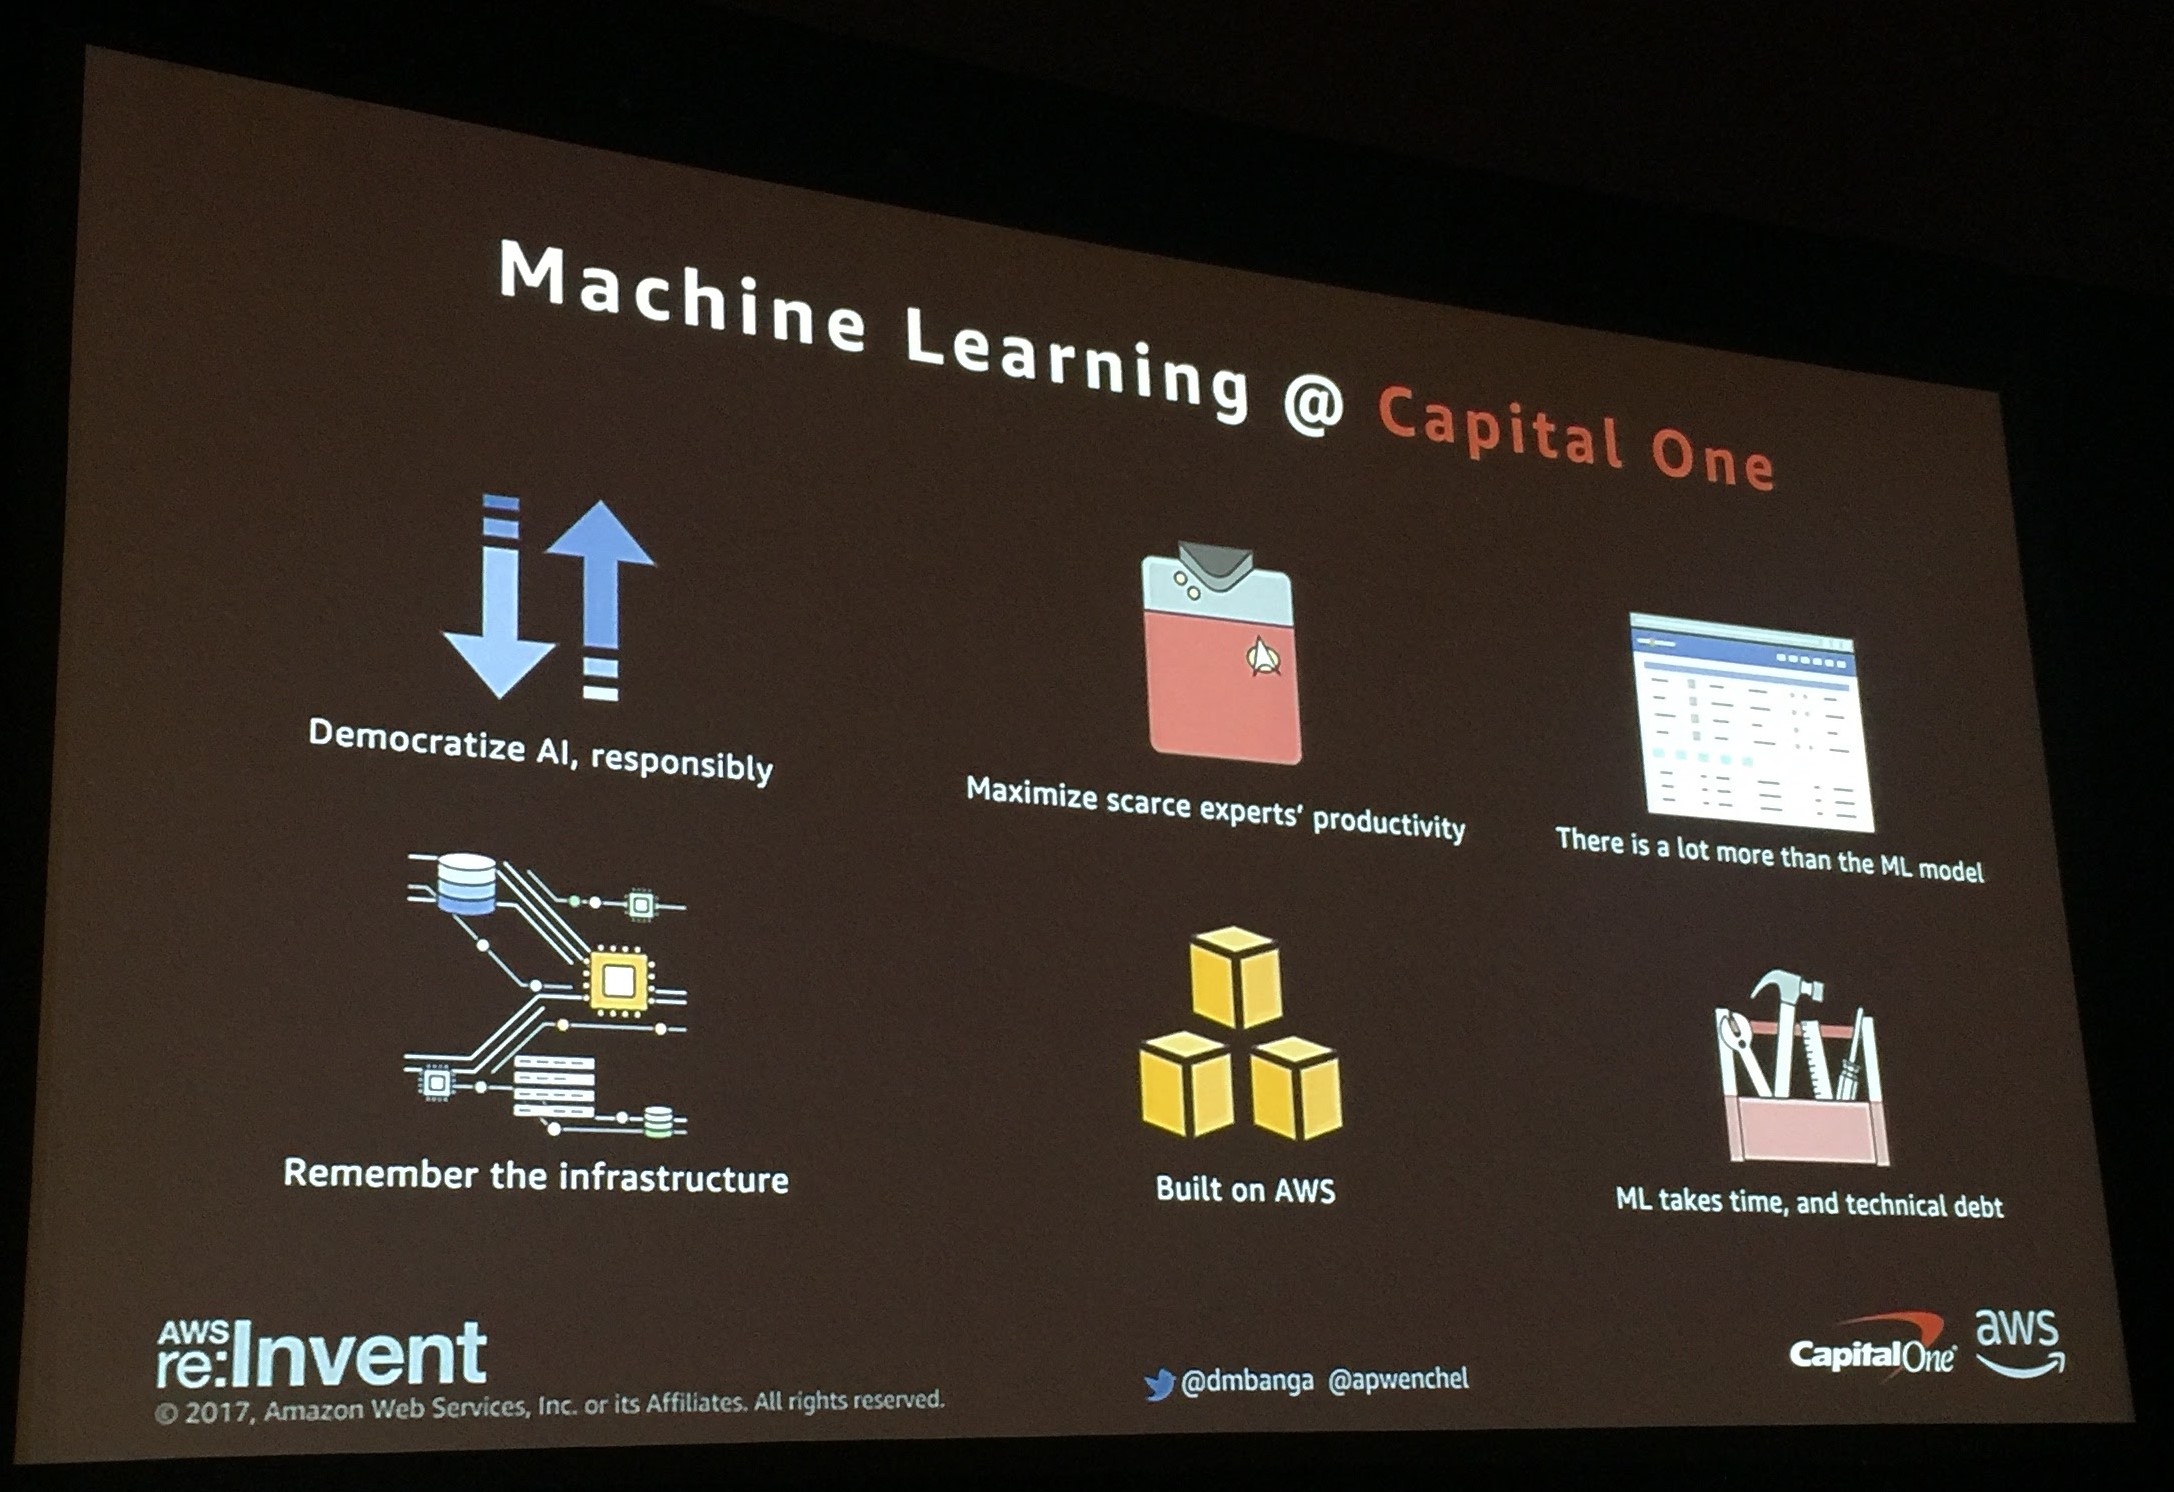 Machine Learning @ Capital One
Democratize AI, responsibly
Maximize scarce experts' productivity
There is a lot more than the ML model
Remember the infrastructure
Built on AWS
ML takes time, and technical debt
AWS
re:Invent
© 2017, Amazon Web Services, Inc. or its Affiliates. All rights reserved.
@dmbanga @apwenchel
CapitalOne
aws